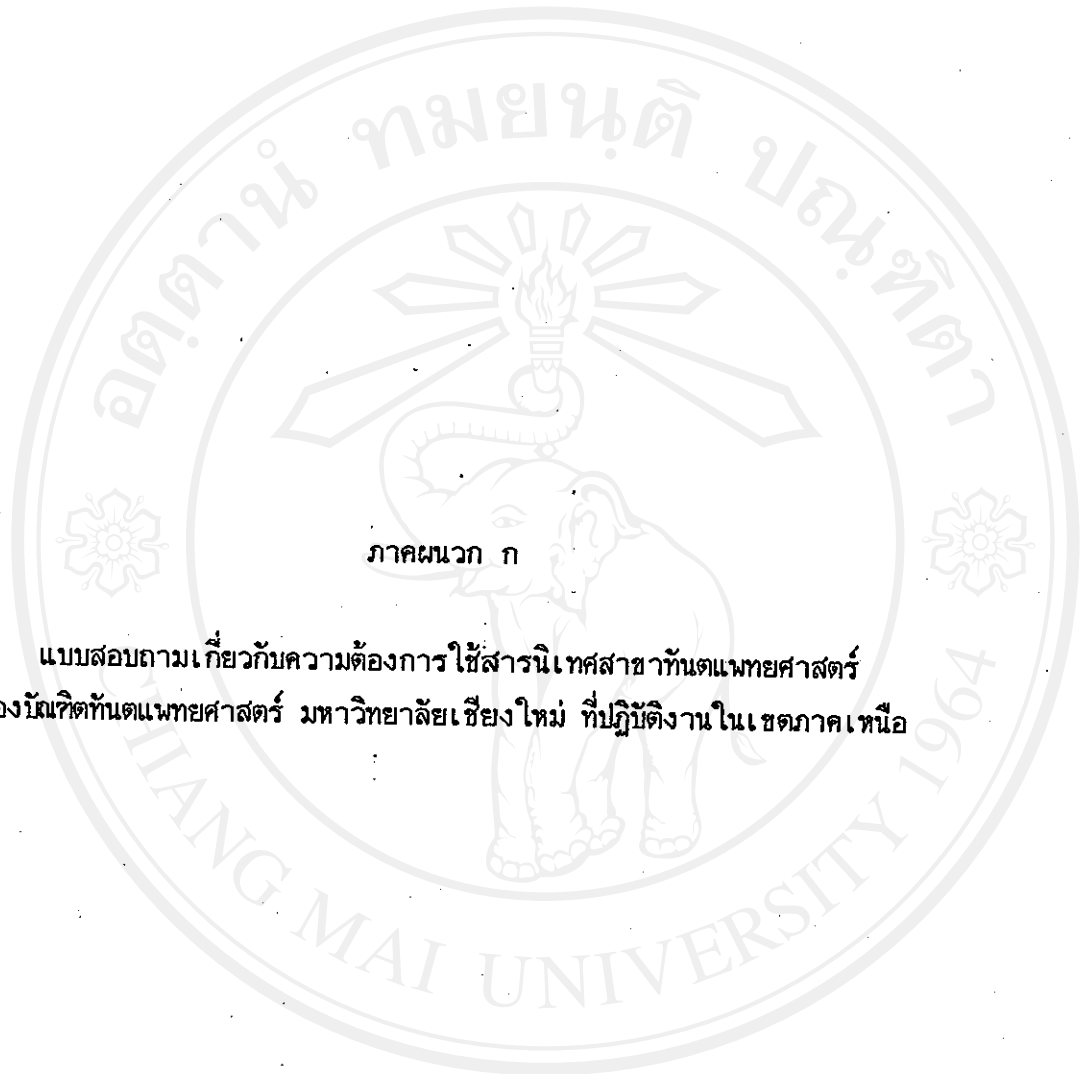 อตฺตานํ ทมยนฺติ ปณฺฑิตา
ภาคผนวก ก
แบบสอบถามเกี่ยวกับความต้องการใช้สารนิเทศสาขาทันตแพทยศาสตร์
องบัณฑิตทันตแพทยศาสตร์ มหาวิทยาลัยเชียงใหม่ ที่ปฏิบัติงานในเขตภาคเหนือ
CHIANG MAI UNIVERSITY 1964